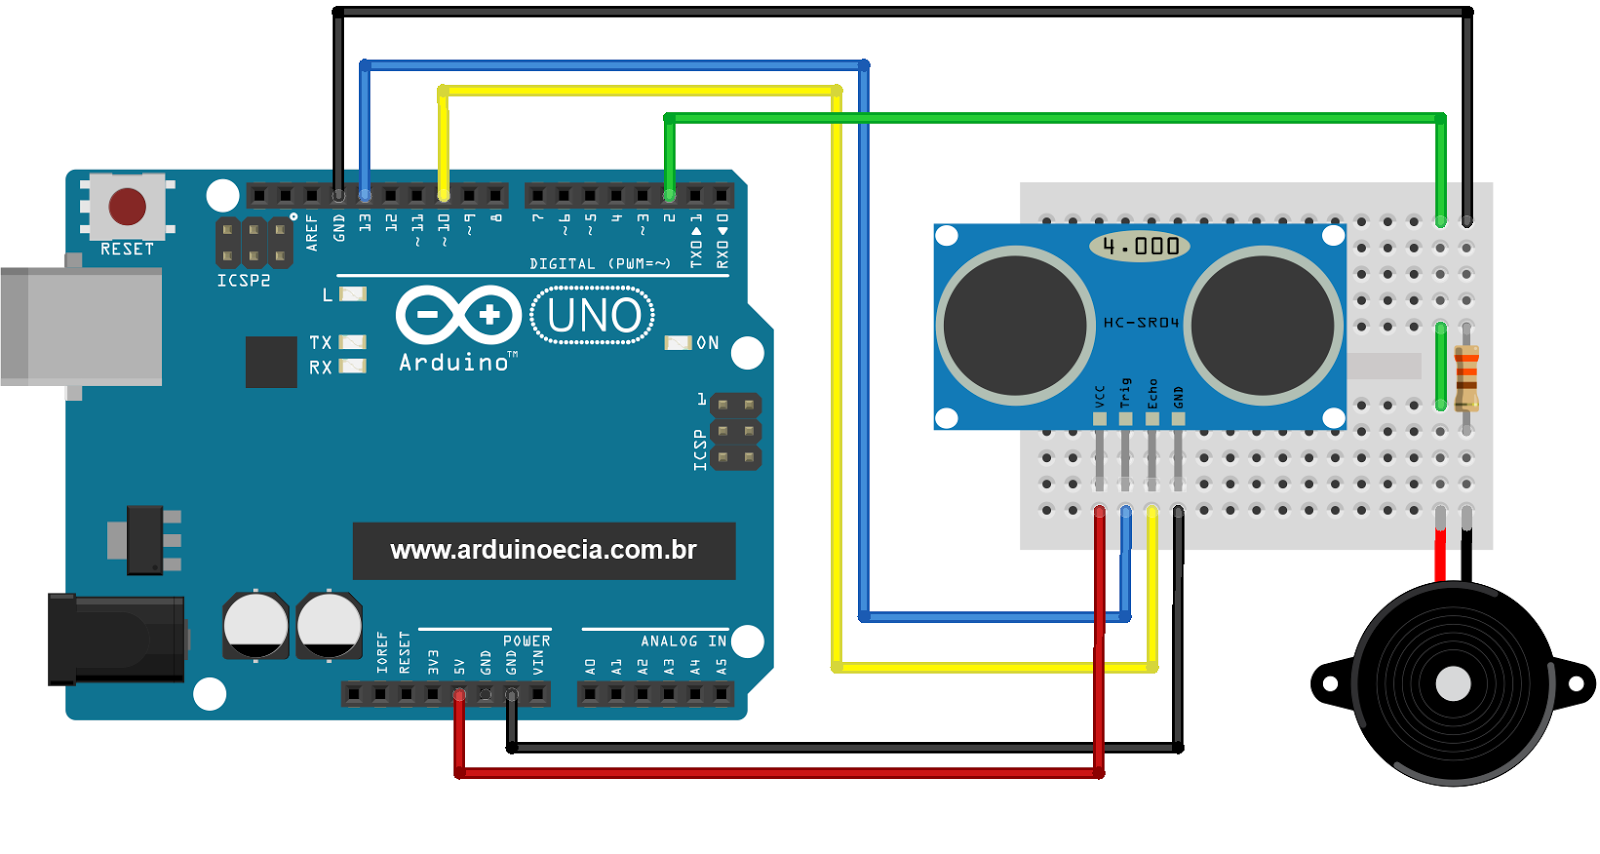 RESET
ICSP2
AREF
GND
13
12
~11
~10
~9
8
7
~6
~5
4
~3
2
TX0▶1
RX0◀0
DIGITAL (PWM=~)
L
TX
RX
UNO
Arduino™
ON
1
ICSP
www.arduinoecia.com.br
IOREF
RESET
3V3
5V
GND
GND
VIN
POWER
ANALOG IN
A0
A1
A2
A3
A4
A5
4.000
HC-SR04
VCC
Trig
Echo
GND